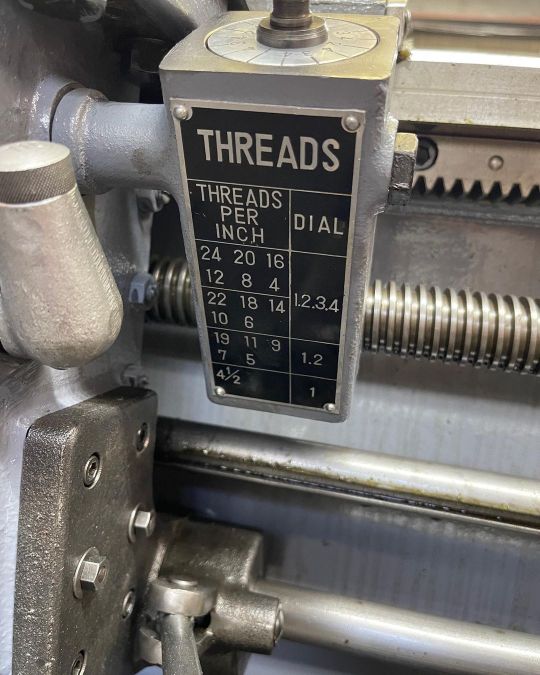 THREADS
THREADS
PER
INCH
DIAL
24 20 16
12 8 4
22 18 14
10 6
1.2.3.4
19 11 9
7 5
1.2
4½
1